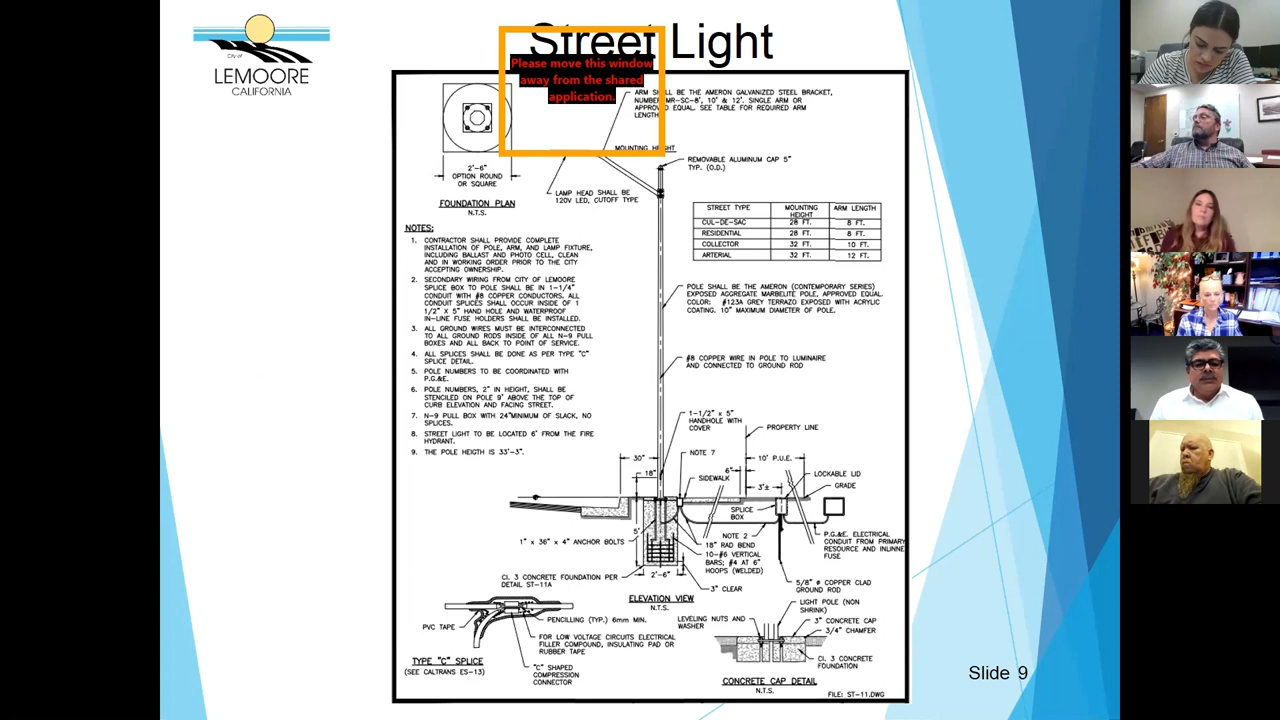 Street Light
City of
LEMOORE
CALIFORNIA
Please move this window
away from the shared
application.
ARM SHALL BE THE AMERON GALVANIZED STEEL BRACKET,
NUMBER MR-SC-8', 10' & 12'. SINGLE ARM OR
APPROVED EQUAL. SEE TABLE FOR REQUIRED ARM
LENGTH
MOUNTING HEIGHT
REMOVABLE ALUMINUM CAP 5"
TYP. (O.D.)
2'-6"
OPTION ROUND
OR SQUARE
LAMP HEAD SHALL BE
120V LED, CUTOFF TYPE
FOUNDATION PLAN
N.T.S.
STREET TYPE MOUNTING HEIGHT ARM LENGTH
CUL-DE-SAC 28 FT. 8 FT.
RESIDENTIAL 28 FT. 8 FT.
COLLECTOR 32 FT. 10 FT.
ARTERIAL 32 FT. 12 FT.
NOTES:
1. CONTRACTOR SHALL PROVIDE COMPLETE
INSTALLATION OF POLE, ARM, AND LAMP FIXTURE,
INCLUDING BALLAST AND PHOTO CELL, CLEAN
AND IN WORKING ORDER PRIOR TO THE CITY
ACCEPTING OWNERSHIP.
2. SECONDARY WIRING FROM CITY OF LEMOORE
SPLICE BOX TO POLE SHALL BE IN 1-1/4"
CONDUIT WITH #8 COPPER CONDUCTORS. ALL
CONDUIT SPLICES SHALL OCCUR INSIDE OF 1
1/2" X 5" HAND HOLE AND WATERPROOF
IN-LINE FUSE HOLDERS SHALL BE INSTALLED.
3. ALL GROUND WIRES MUST BE INTERCONNECTED
TO ALL GROUND RODS INSIDE OF ALL N-9 PULL
BOXES AND ALL BACK TO POINT OF SERVICE.
4. ALL SPLICES SHALL BE DONE AS PER TYPE "C"
SPLICE DETAIL.
5. POLE NUMBERS TO BE COORDINATED WITH
P.G.&E.
6. POLE NUMBERS, 2" IN HEIGHT, SHALL BE
STENCILED ON POLE 9' ABOVE THE TOP OF
CURB ELEVATION AND FACING STREET.
7. N-9 PULL BOX WITH 24"MINIMUM OF SLACK, NO
SPLICES.
8. STREET LIGHT TO BE LOCATED 6' FROM THE FIRE
HYDRANT.
9. THE POLE HEIGTH IS 33'-3".
POLE SHALL BE THE AMERON (CONTEMPORARY SERIES)
EXPOSED AGGREGATE MARBELITE POLE, APPROVED EQUAL.
COLOR: #123A GREY TERRAZO EXPOSED WITH ACRYLIC
COATING. 10" MAXIMUM DIAMETER OF POLE.
#8 COPPER WIRE IN POLE TO LUMINAIRE
AND CONNECTED TO GROUND ROD
1-1/2" x 5"
HANDHOLE WITH
COVER
PROPERTY LINE
NOTE 7
30"
10' P.U.E.
6"
18"
SIDEWALK
LOCKABLE LID
3'±
GRADE
SPLICE
BOX
5'
NOTE 2
P.G.&E. ELECTRICAL
CONDUIT FROM PRIMARY
RESOURCE AND INLINE
FUSE
1" x 36" x 4" ANCHOR BOLTS
18" RAD BEND
10-#6 VERTICAL
BARS; #4 AT 6"
HOOPS (WELDED)
Cl. 3 CONCRETE FOUNDATION PER
DETAIL ST-11A
2'-6"
3" CLEAR
5/8" ø COPPER CLAD
GROUND ROD
ELEVATION VIEW
N.T.S.
LIGHT POLE (NON
SHRINK)
LEVELING NUTS AND
WASHER
3" CONCRETE CAP
3/4" CHAMFER
Cl. 3 CONCRETE
FOUNDATION
PVC TAPE
PENCILLING (TYP.) 6mm MIN.
FOR LOW VOLTAGE CIRCUITS ELECTRICAL
FILLER COMPOUND, INSULATING PAD OR
RUBBER TAPE
TYPE "C" SPLICE
(SEE CALTRANS ES-13)
"C" SHAPED
COMPRESSION
CONNECTOR
CONCRETE CAP DETAIL
N.T.S.
FILE: ST-11.DWG
Slide 9